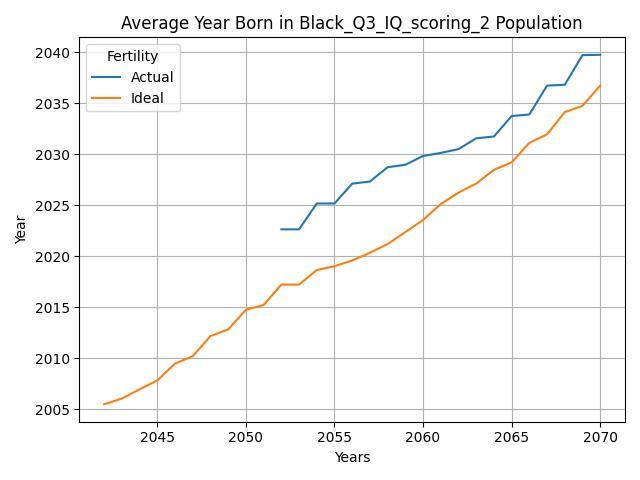 Average Year Born in Black_Q3_IQ_scoring_2 Population
Fertility
Actual
Ideal
2040
2035
2030
2025
2020
2015
2010
2005
Year
2045 2050 2055 2060 2065 2070
Years